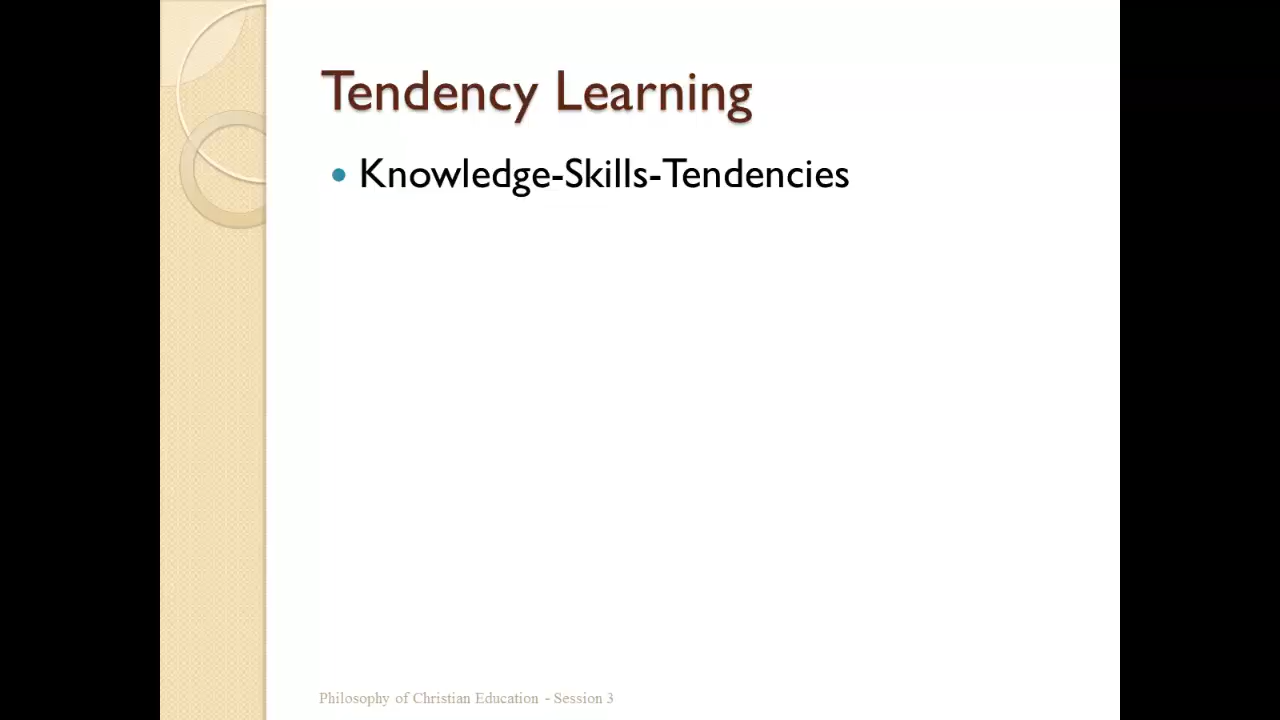 Tendency Learning
• Knowledge-Skills-Tendencies
Philosophy of Christian Education - Session 3